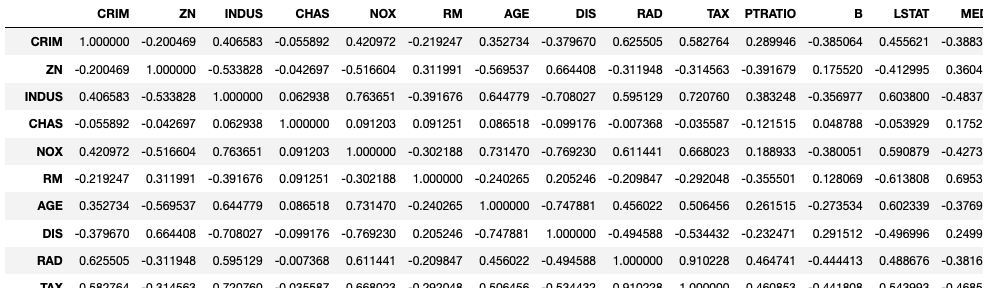 CRIM ZN INDUS CHAS NOX RM AGE DIS RAD TAX PTRATIO B LSTAT MED
CRIM 1.000000 -0.200469 0.406583 -0.055892 0.420972 -0.219247 0.352734 -0.379670 0.625505 0.582764 0.289946 -0.385064 0.455621 -0.3883
ZN -0.200469 1.000000 -0.533828 -0.042697 -0.516604 0.311991 -0.569537 0.664408 -0.311948 -0.314563 -0.391679 0.175520 -0.412995 0.3604
INDUS 0.406583 -0.533828 1.000000 0.062938 0.763651 -0.391676 0.644779 -0.708027 0.595129 0.720760 0.383248 -0.356977 0.603800 -0.4837
CHAS -0.055892 -0.042697 0.062938 1.000000 0.091203 0.091251 0.086518 -0.099176 -0.007368 -0.035587 -0.121515 0.048788 -0.053929 0.1752
NOX 0.420972 -0.516604 0.763651 0.091203 1.000000 -0.302188 0.731470 -0.769230 0.611441 0.668023 0.188933 -0.380051 0.590879 -0.4273
RM -0.219247 0.311991 -0.391676 0.091251 -0.302188 1.000000 -0.240265 0.205246 -0.209847 -0.292048 -0.355501 0.128069 -0.613808 0.6953
AGE 0.352734 -0.569537 0.644779 0.086518 0.731470 -0.240265 1.000000 -0.747881 0.456022 0.506456 0.261515 -0.273534 0.602339 -0.3769
DIS -0.379670 0.664408 -0.708027 -0.099176 -0.769230 0.205246 -0.747881 1.000000 -0.494588 -0.534432 -0.232471 0.291512 -0.496996 0.2499
RAD 0.625505 -0.311948 0.595129 -0.007368 0.611441 -0.209847 0.456022 -0.494588 1.000000 0.910228 0.464741 -0.444413 0.488676 -0.3816
TAX 0.582764 -0.314563 0.720760 -0.035587 0.668023 -0.292048 0.506456 -0.534432 0.910228 1.000000 0.460853 -0.441808 0.543993 -0.4685